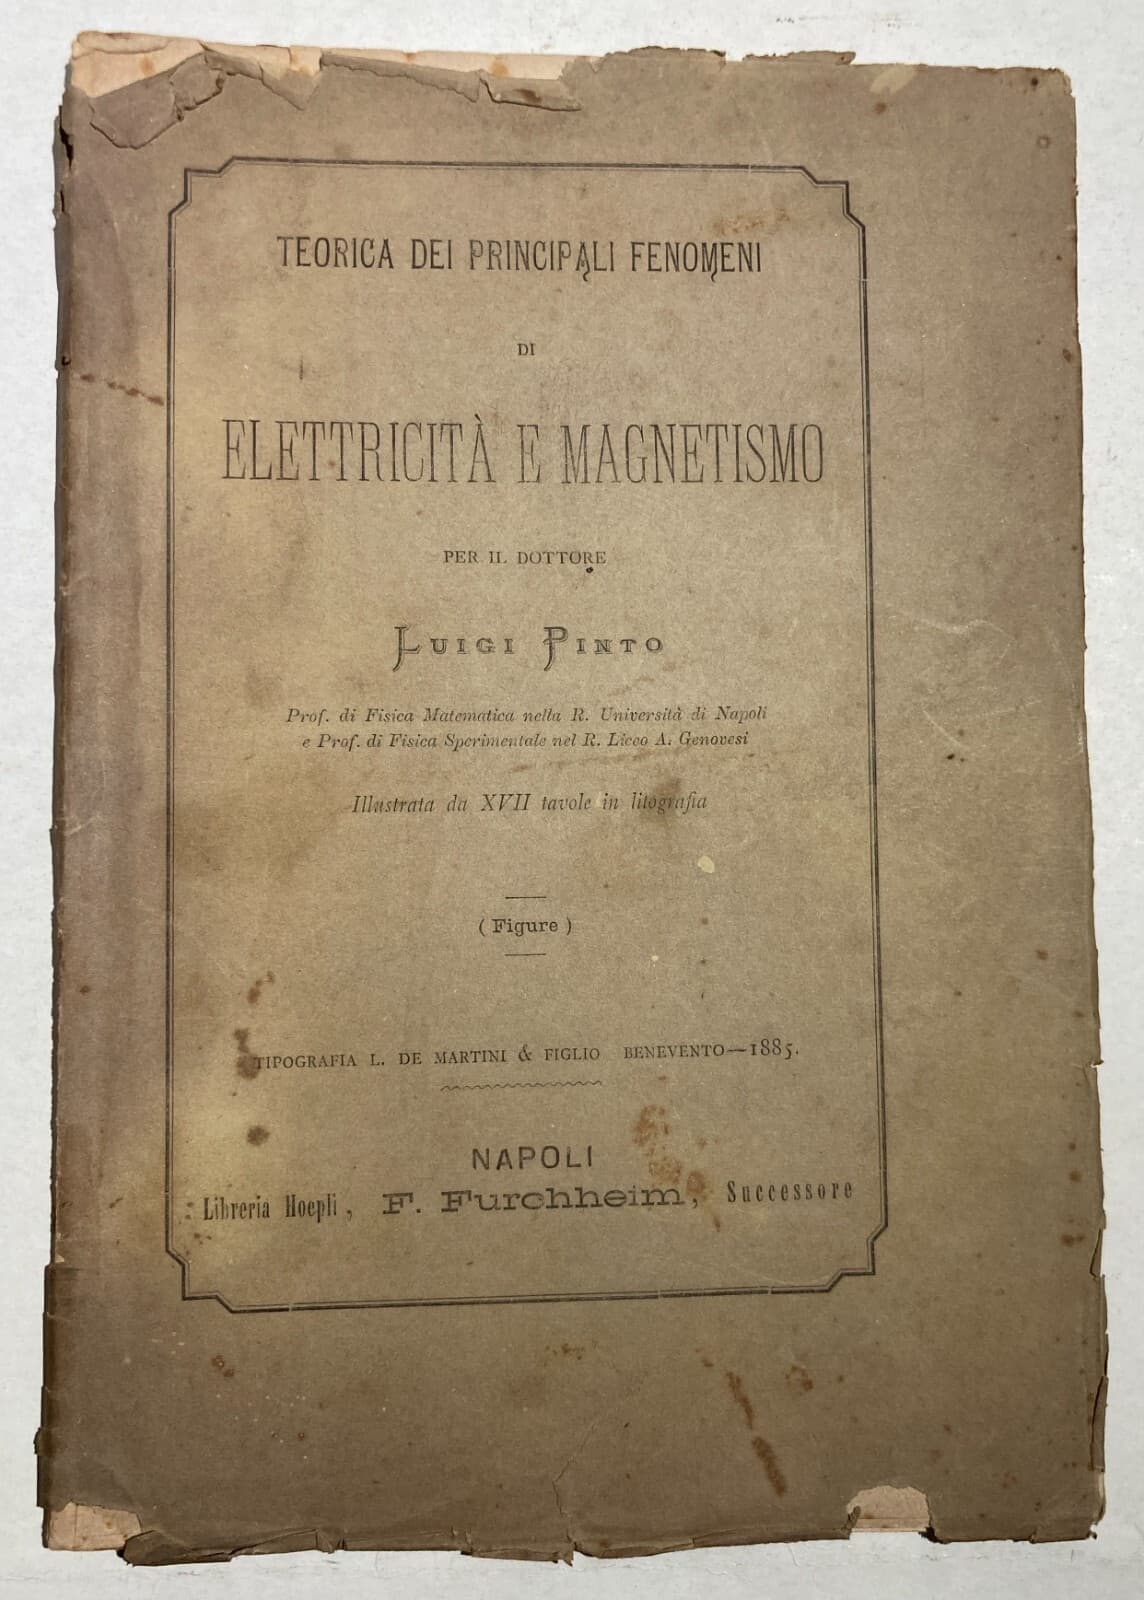 TEORICA DEI PRINCIPALI FENOMENI
DI
ELETTRICITÀ E MAGNETISMO
PER IL DOTTORE
LUIGI PINTO
Prof. di Fisica Matematica nella R. Università di Napoli
e Prof. di Fisica Sperimentale nel R. Liceo A. Genovesi
Illustrata da XVII tavole in litografia
( Figure )
TIPOGRAFIA L. DE MARTINI & FIGLIO BENEVENTO—1885.
NAPOLI
Libreria Hoepli, F. Furchheim, Successore